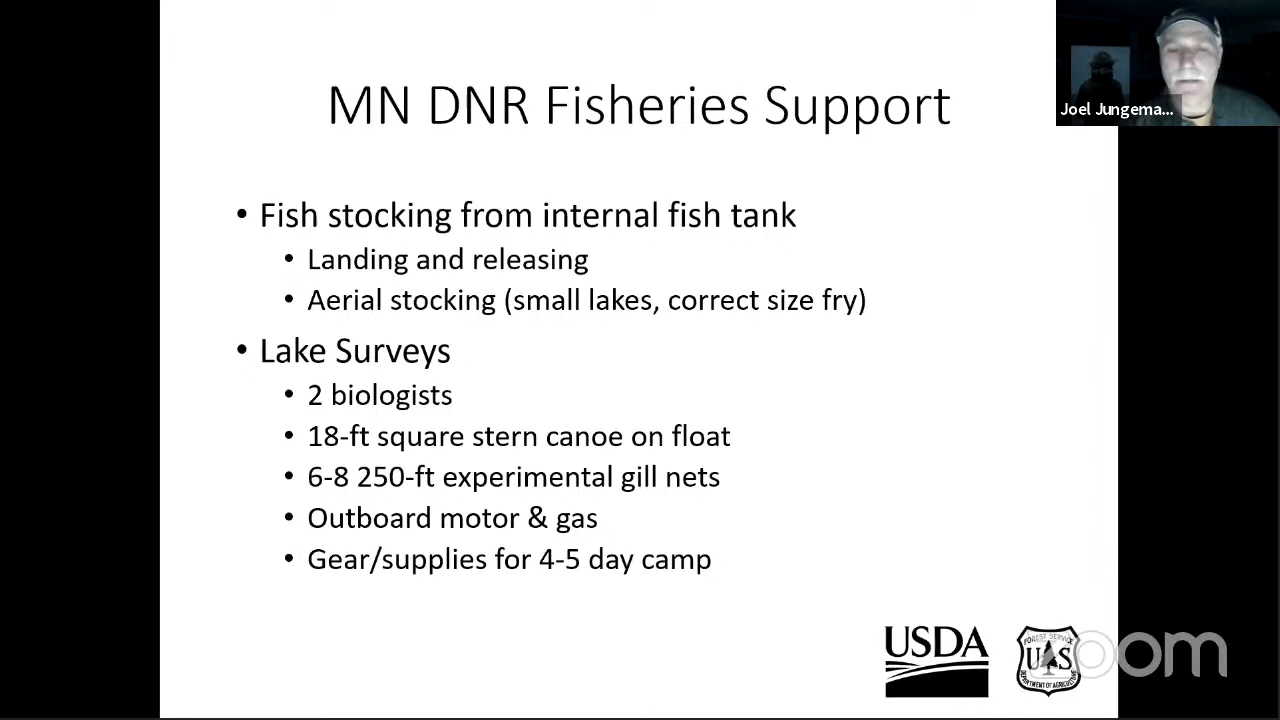 MN DNR Fisheries Support
Joel Jungema...
• Fish stocking from internal fish tank
• Landing and releasing
• Aerial stocking (small lakes, correct size fry)
• Lake Surveys
• 2 biologists
• 18-ft square stern canoe on float
• 6-8 250-ft experimental gill nets
• Outboard motor & gas
• Gear/supplies for 4-5 day camp
USDA
FOREST SERVICE
U S
DEPARTMENT OF AGRICULTURE
zoom